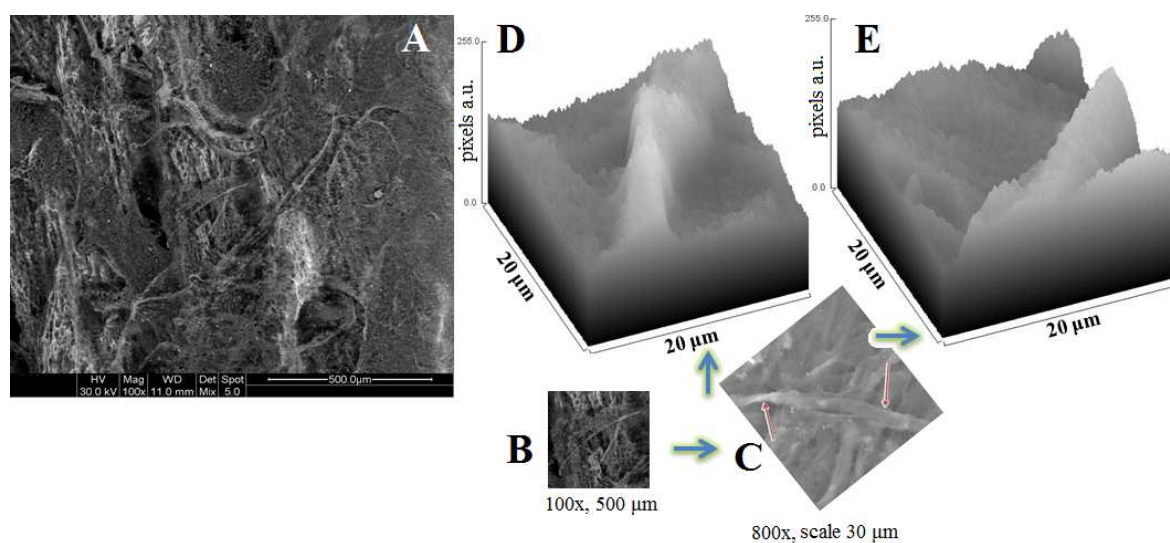 A
HV Mag WD Det Spot
30.0 kV 100x 11.0 mm Mix 5.0
500.0µm
D
255.0
pixels a.u.
0.0
20 µm
20 µm
E
255.0
pixels a.u.
0.0
20 µm
20 µm
B
100x, 500 µm
C
800x, scale 30 µm